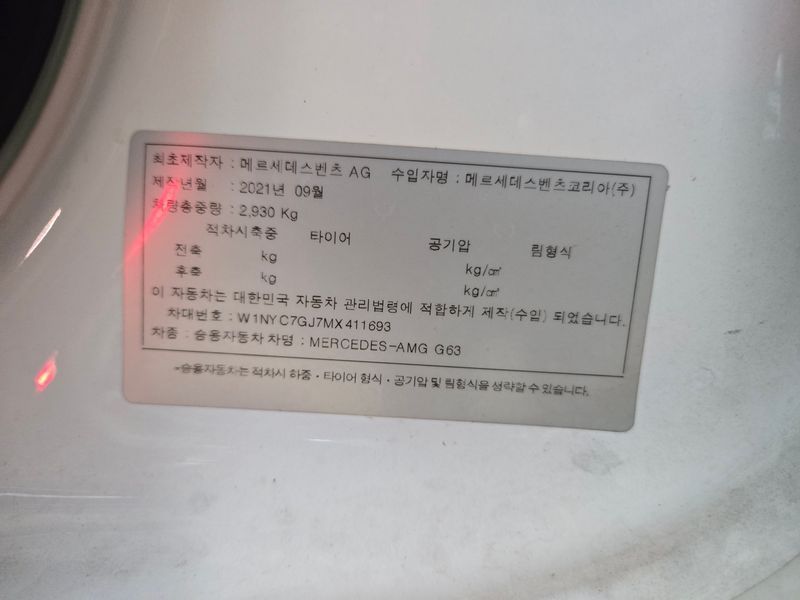 최초제작자 : 메르세데스벤츠 AG 수입자명 : 메르세데스벤츠코리아(주)
제작년월 : 2021년 09월
차량총중량 : 2,930 Kg
적차시축중 타이어 공기압 림형식
전축 kg kg/㎠
후축 kg kg/㎠
이 자동차는 대한민국 자동차 관리법령에 적합하게 제작(수입) 되었습니다.
차대번호 : W1NYC7GJ7MX411693
차종 : 승용자동차 차명 : MERCEDES-AMG G63
-승용자동차는 적차시 하중·타이어 형식·공기압 및 림형식을 생략할 수 있습니다.